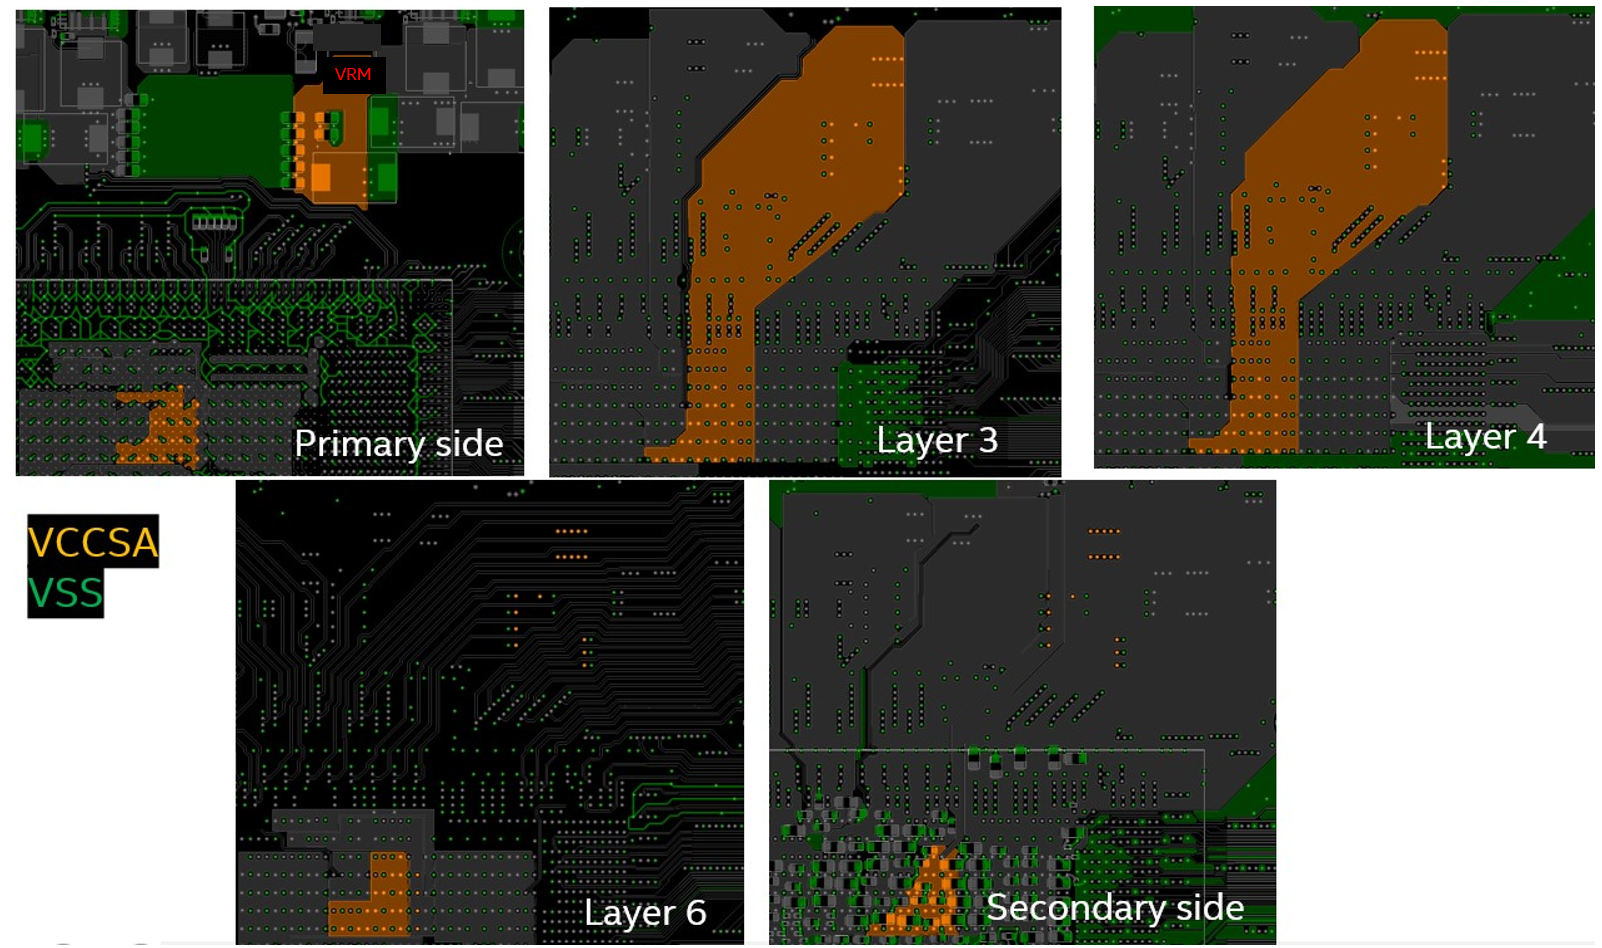 VRM
Primary side
Layer 3
Layer 4
VCCSA
VSS
Layer 6
Secondary side